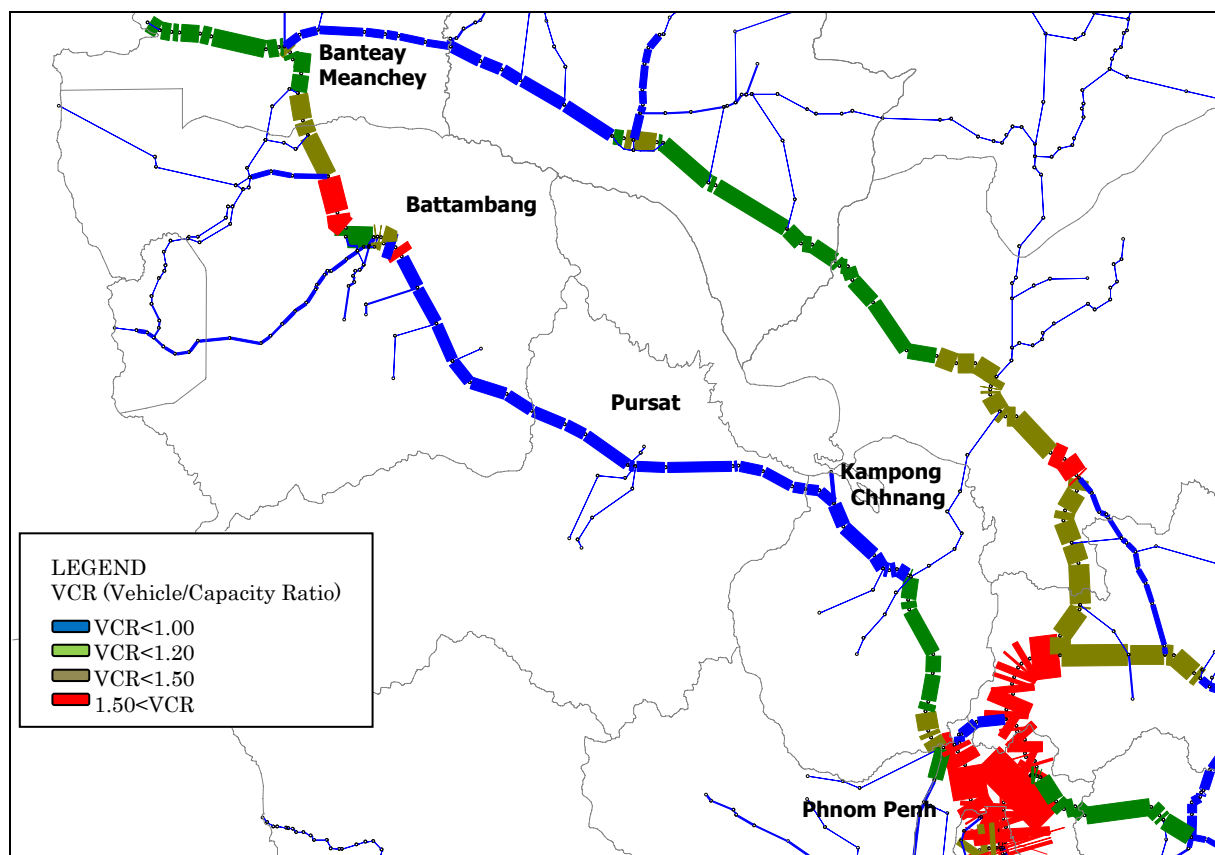 Banteay
Meanchey
Battambang
Pursat
Kampong
Chhnang
LEGEND
VCR (Vehicle/Capacity Ratio)
VCR<1.00
VCR<1.20
VCR<1.50
1.50<VCR
Phnom Penh